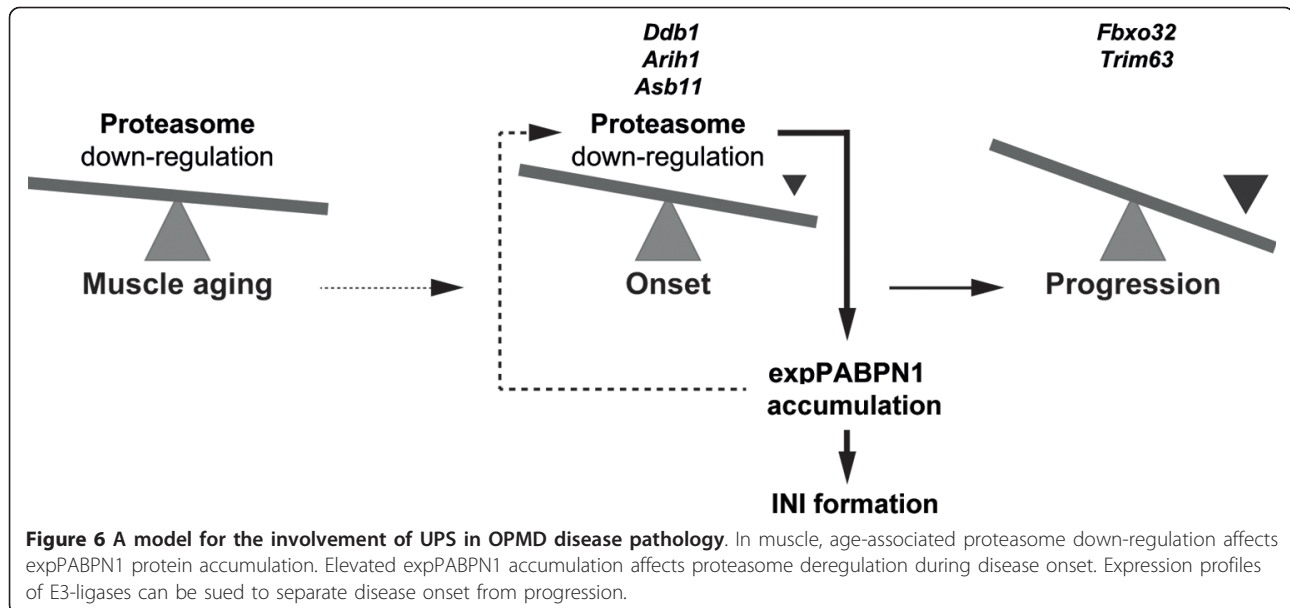 Ddb1
Arih1
Asb11
Fbxo32
Trim63
Proteasome
down-regulation
Proteasome
down-regulation
Muscle aging
Onset
Progression
expPABPN1
accumulation
INI formation
Figure 6 A model for the involvement of UPS in OPMD disease pathology. In muscle, age-associated proteasome down-regulation affects
expPABPN1 protein accumulation. Elevated expPABPN1 accumulation affects proteasome deregulation during disease onset. Expression profiles
of E3-ligases can be sued to separate disease onset from progression.